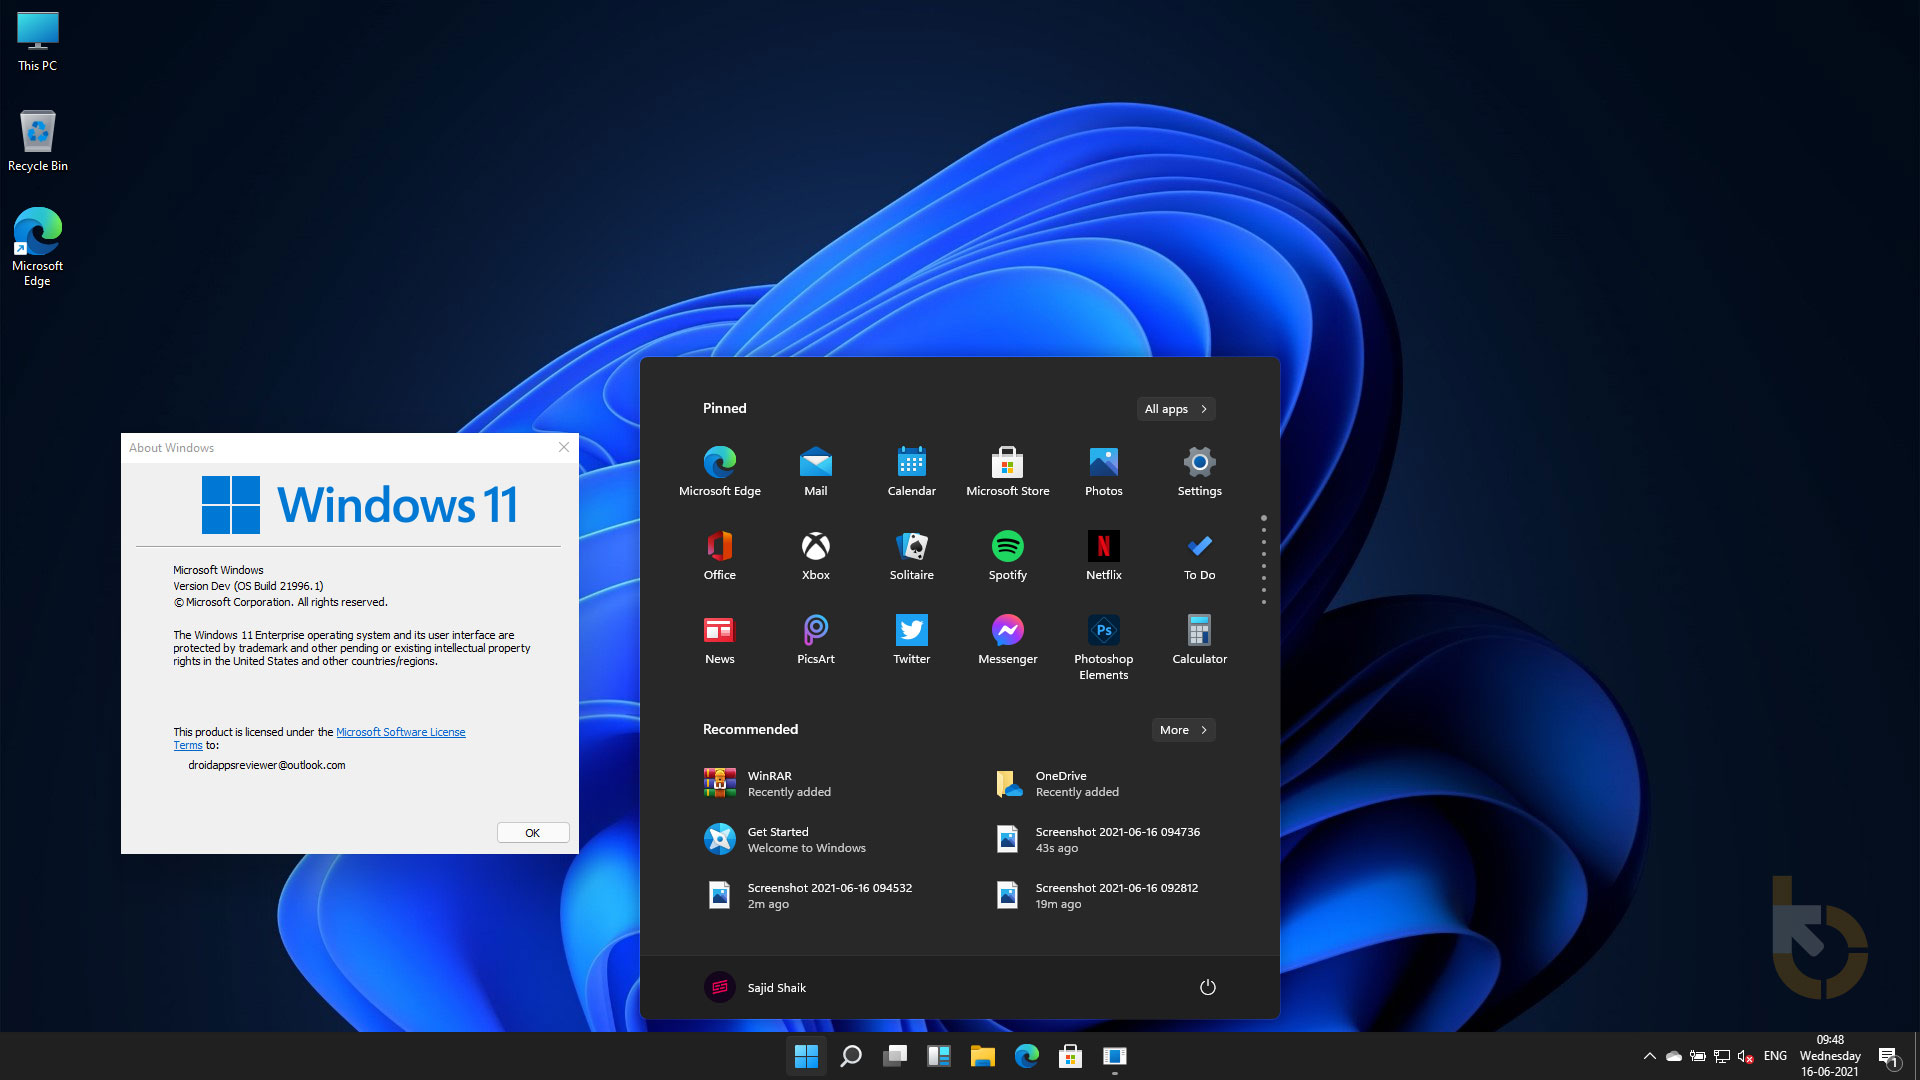 This PC
Recycle Bin
Microsoft
Edge
About Windows
Windows 11
Microsoft Windows
Version Dev (OS Build 21996.1)
© Microsoft Corporation. All rights reserved.
The Windows 11 Enterprise operating system and its user interface are
protected by trademark and other pending or existing intellectual property
rights in the United States and other countries/regions.
This product is licensed under the Microsoft Software License
Terms to:
droidappsreviewer@outlook.com
OK
Pinned
All apps
Microsoft Edge
Mail
Calendar
Microsoft Store
Photos
Settings
Office
Xbox
Solitaire
Spotify
N
Netflix
To Do
News
PicsArt
Twitter
Messenger
Ps
Photoshop
Elements
Calculator
Recommended
More
WinRAR
Recently added
OneDrive
Recently added
Get Started
Welcome to Windows
Screenshot 2021-06-16 094736
43s ago
Screenshot 2021-06-16 094532
2m ago
Screenshot 2021-06-16 092812
19m ago
Sajid Shaik
ENG
09:48
Wednesday
16-06-2021
1